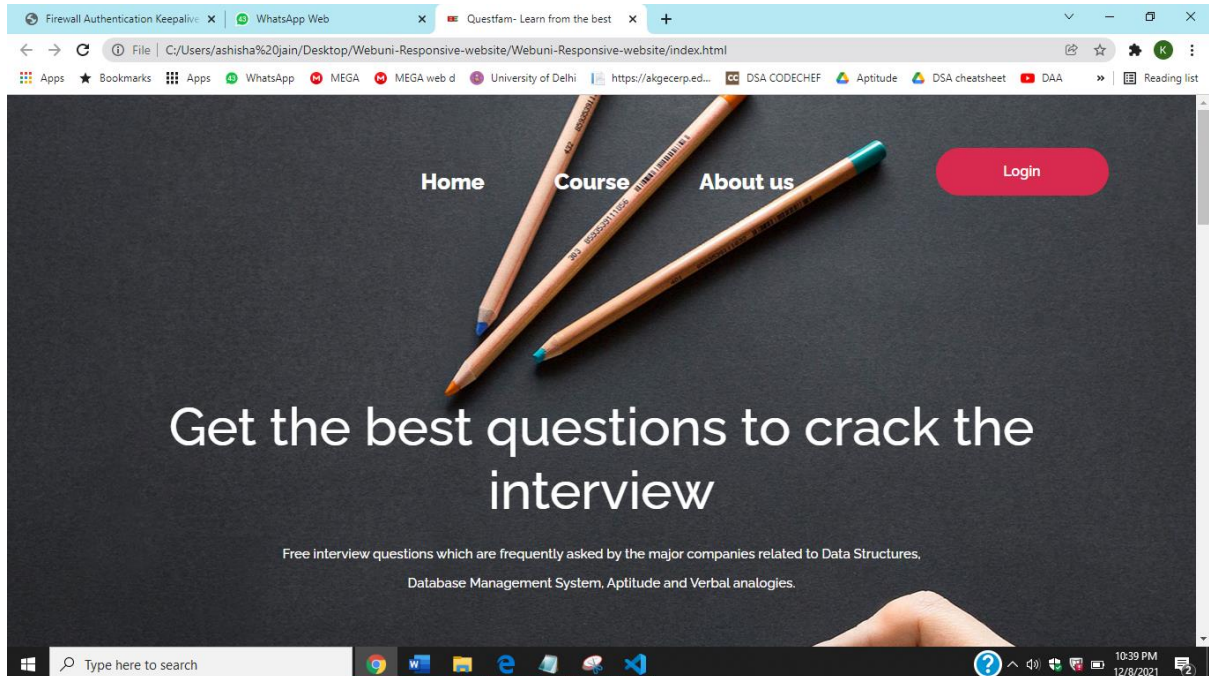 Firewall Authentication Keepalive
WhatsApp Web
Questfam- Learn from the best
File | C:/Users/ashisha%20jain/Desktop/Webuni-Responsive-website/Webuni-Responsive-website/index.html
K
Apps Bookmarks Apps WhatsApp MEGA MEGA web d University of Delhi https://akgecerp.ed... DSA CODECHEF Aptitude DSA cheatsheet DAA » Reading list
Home Course About us Login
Get the best questions to crack the
interview
Free interview questions which are frequently asked by the major companies related to Data Structures,
Database Management System, Aptitude and Verbal analogies.
Type here to search
10:39 PM
12/8/2021
2